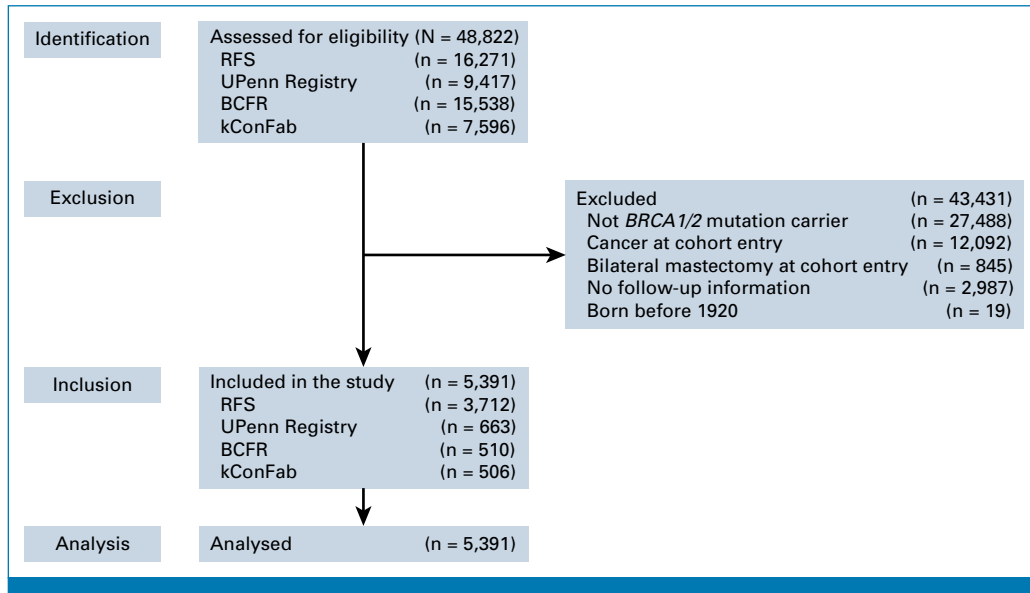 Identification
Assessed for eligibility (N = 48,822)
RFS (n = 16,271)
UPenn Registry (n = 9,417)
BCFR (n = 15,538)
kConFab (n = 7,596)
Exclusion
Excluded (n = 43,431)
Not BRCA1/2 mutation carrier (n = 27,488)
Cancer at cohort entry (n = 12,092)
Bilateral mastectomy at cohort entry (n = 845)
No follow-up information (n = 2,987)
Born before 1920 (n = 19)
Inclusion
Included in the study (n = 5,391)
RFS (n = 3,712)
UPenn Registry (n = 663)
BCFR (n = 510)
kConFab (n = 506)
Analysis
Analysed (n = 5,391)